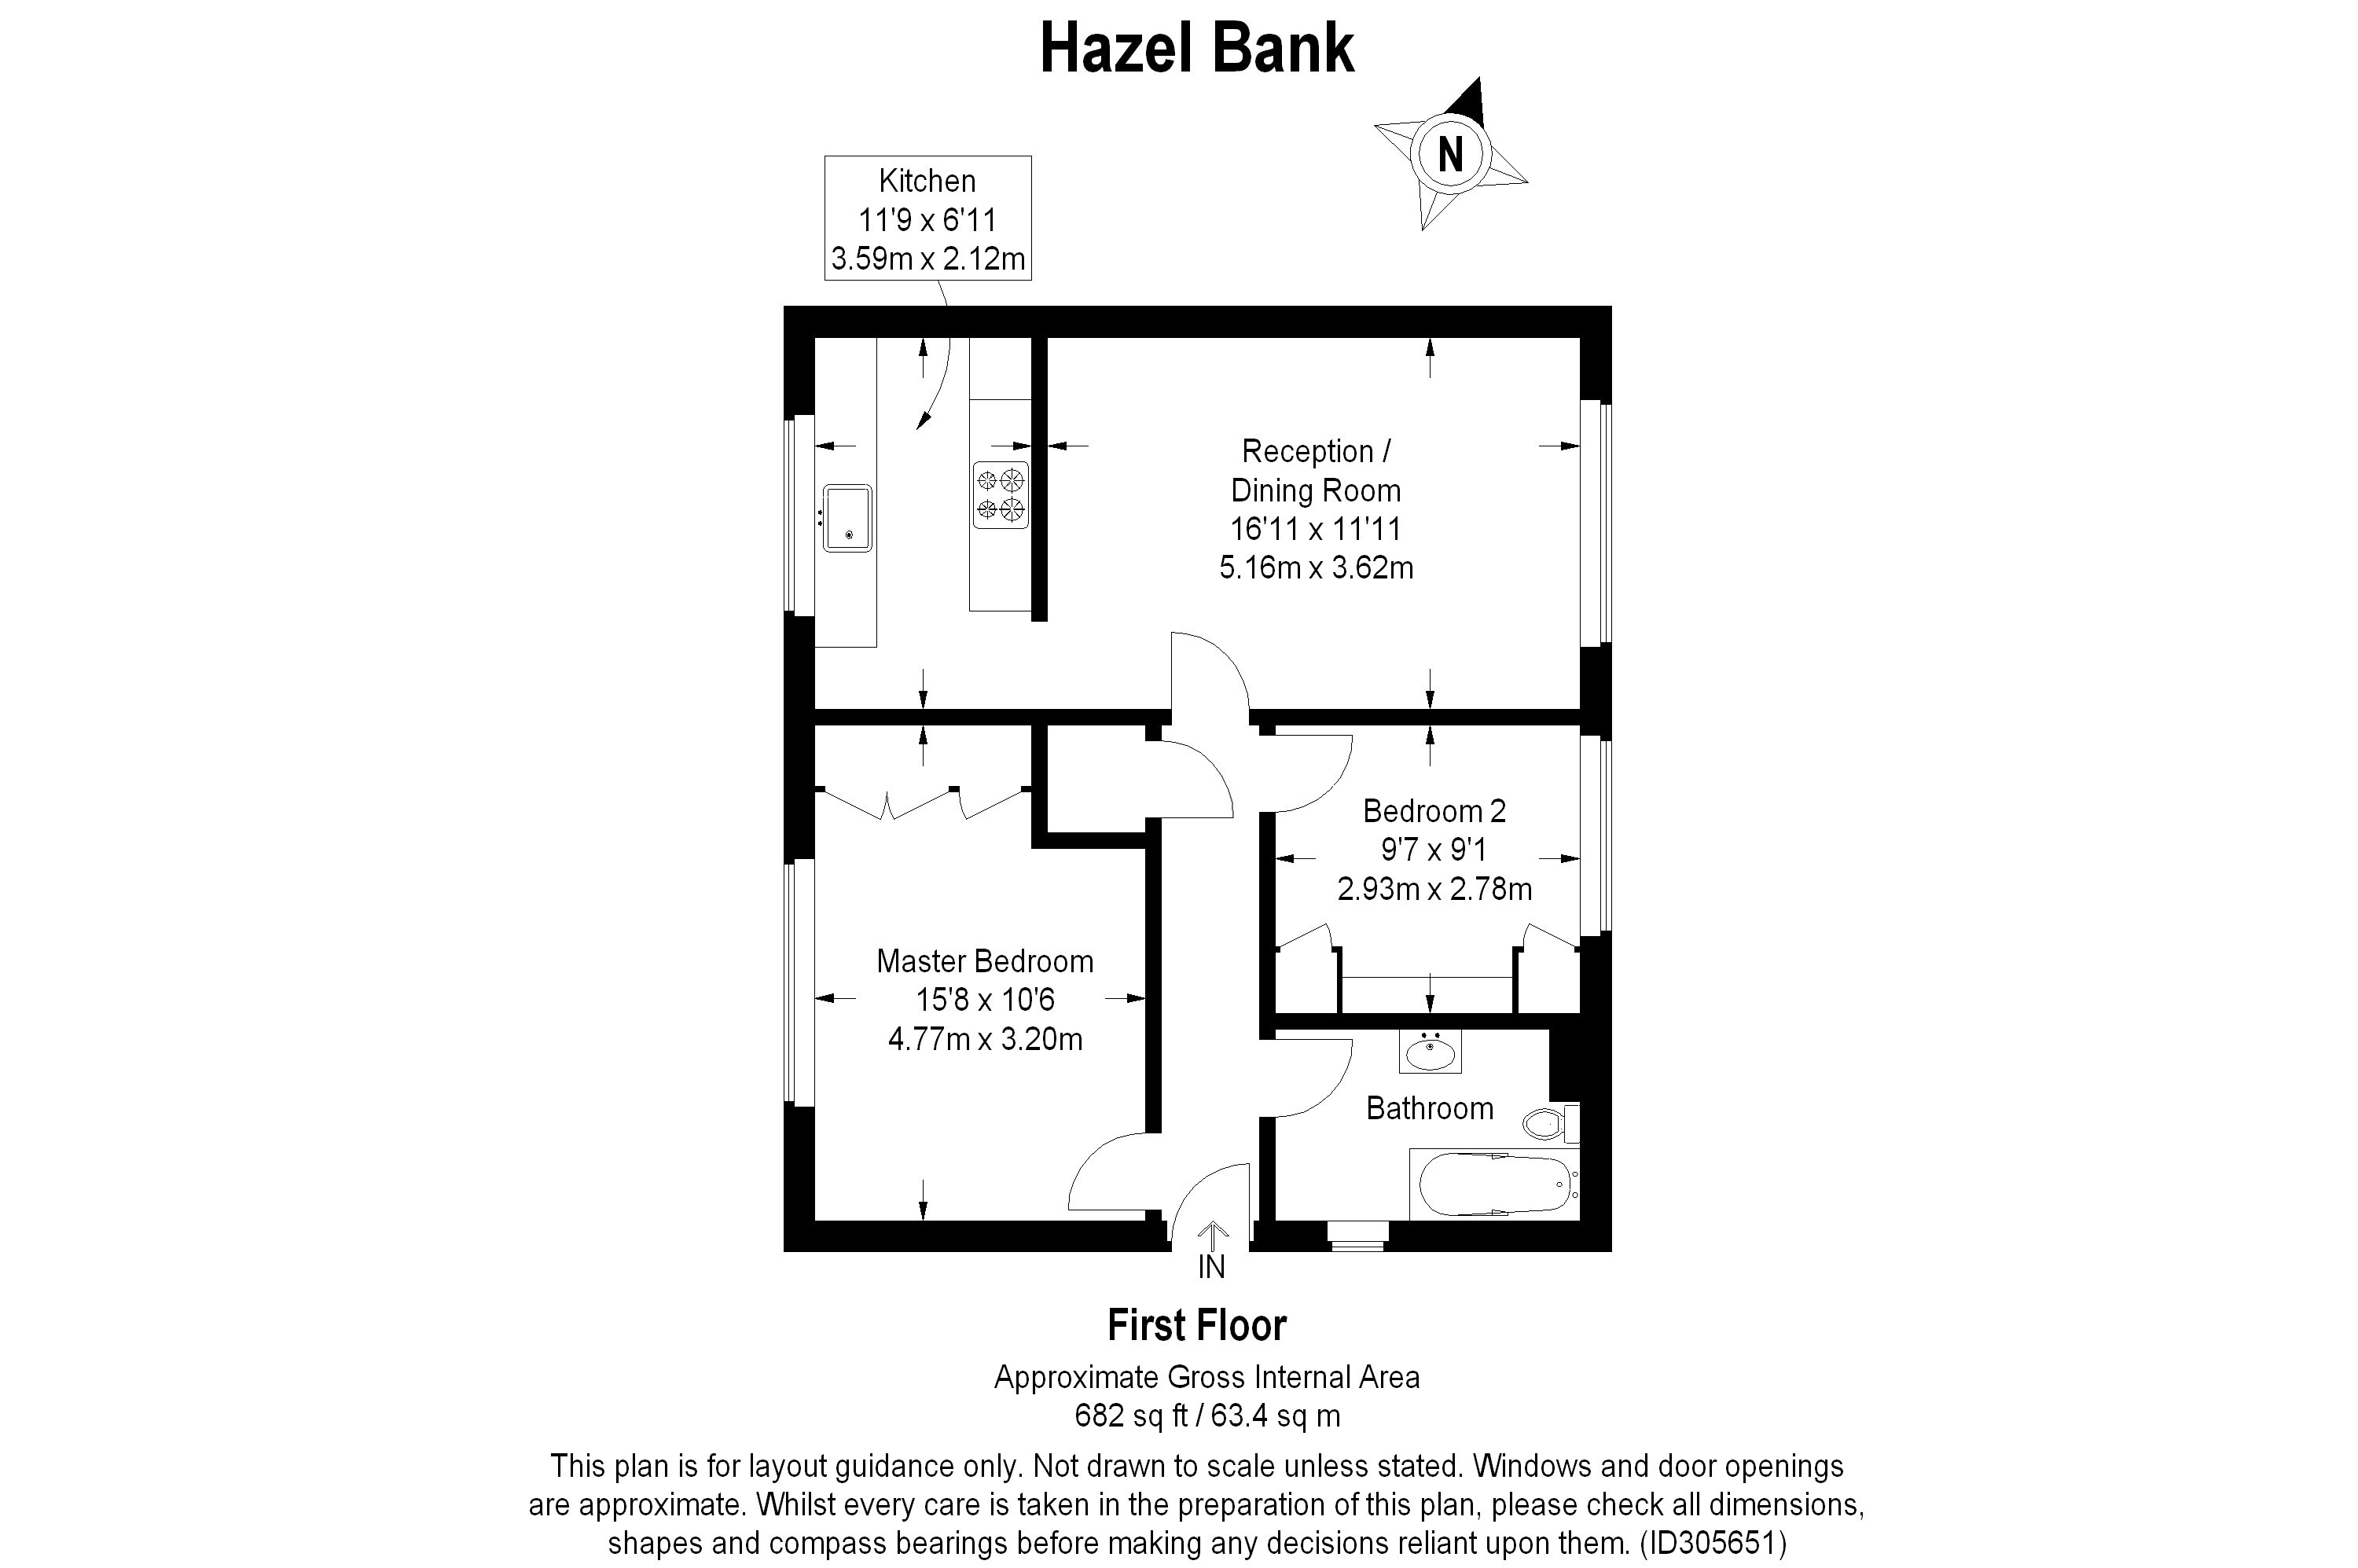 Hazel Bank
N
Kitchen
11'9 x 6'11
3.59m x 2.12m
Reception /
Dining Room
16'11 x 11'11
5.16m x 3.62m
Bedroom 2
9'7 x 9'1
2.93m x 2.78m
Master Bedroom
15'8 x 10'6
4.77m x 3.20m
Bathroom
IN
First Floor
Approximate Gross Internal Area
682 sq ft / 63.4 sq m
This plan is for layout guidance only. Not drawn to scale unless stated. Windows and door openings
are approximate. Whilst every care is taken in the preparation of this plan, please check all dimensions,
shapes and compass bearings before making any decisions reliant upon them. (ID305651)